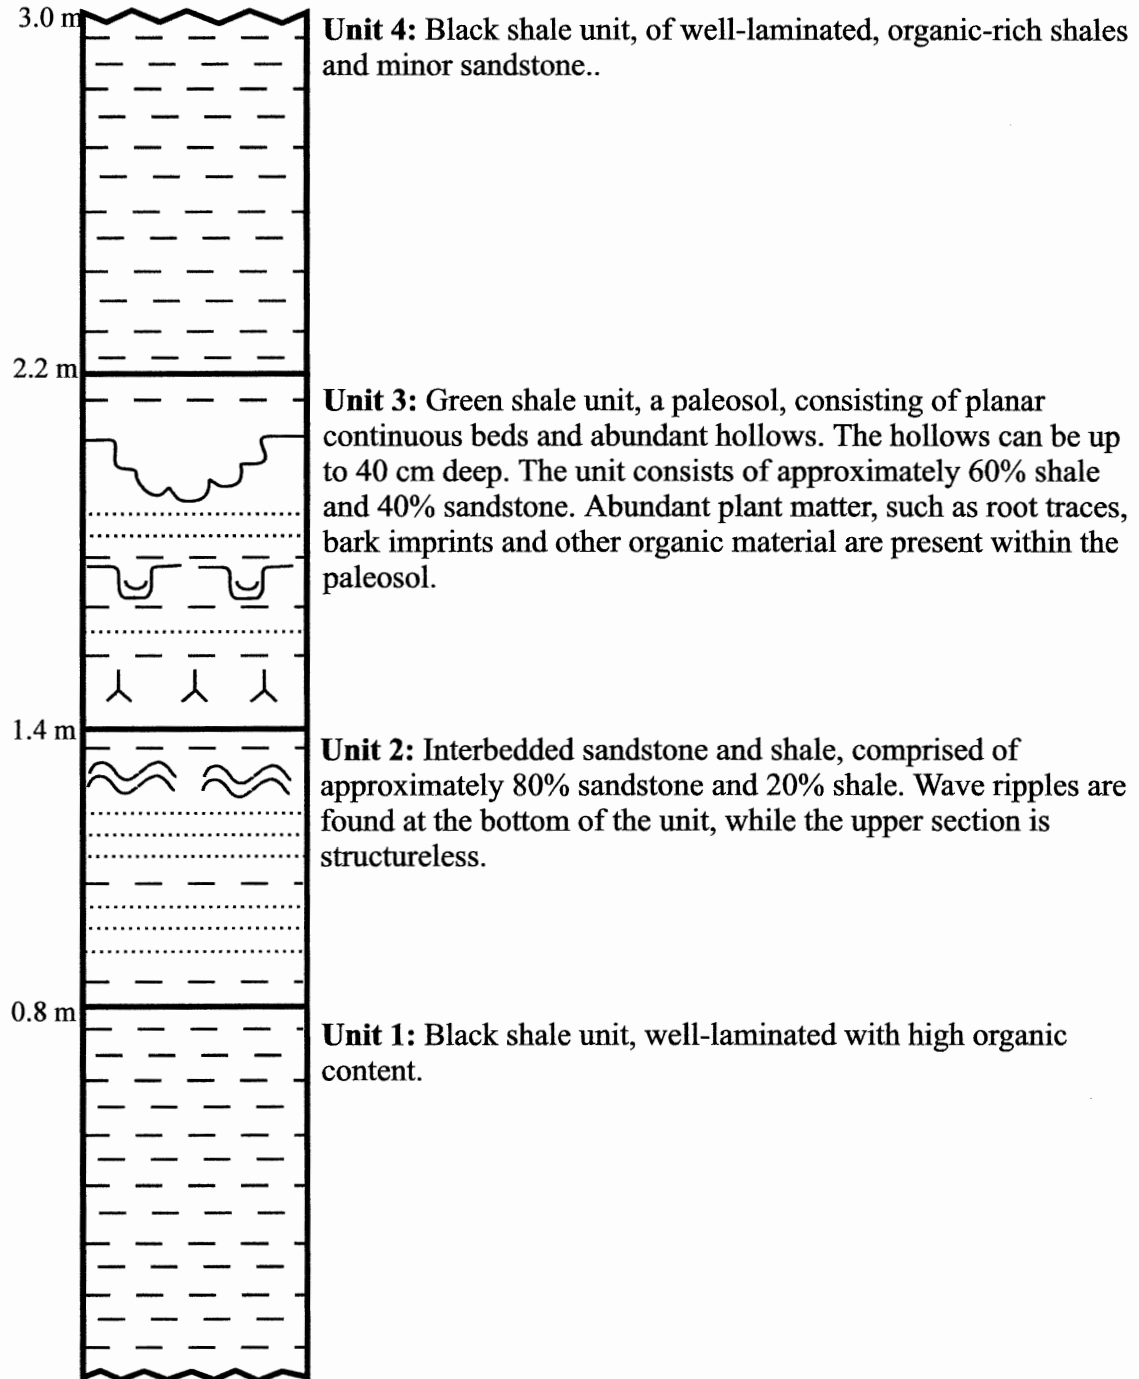 3.0 m
Unit 4: Black shale unit, of well-laminated, organic-rich shales
and minor sandstone..
2.2 m
Unit 3: Green shale unit, a paleosol, consisting of planar
continuous beds and abundant hollows. The hollows can be up
to 40 cm deep. The unit consists of approximately 60% shale
and 40% sandstone. Abundant plant matter, such as root traces,
bark imprints and other organic material are present within the
paleosol.
1.4 m
Unit 2: Interbedded sandstone and shale, comprised of
approximately 80% sandstone and 20% shale. Wave ripples are
found at the bottom of the unit, while the upper section is
structureless.
0.8 m
Unit 1: Black shale unit, well-laminated with high organic
content.